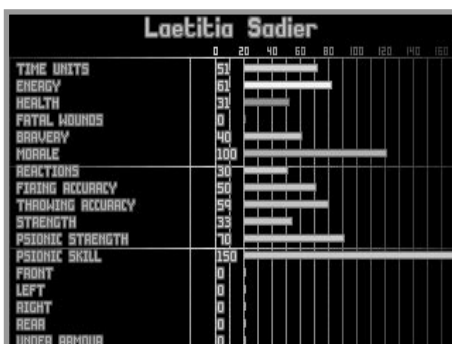 Laetitia Sadier
0 20 40 60 80 100 120 140 160
TIME UNITS 51
ENERGY 61
HEALTH 31
FATAL WOUNDS 0
BRAVERY 40
MORALE 100
REACTIONS 30
FIRING ACCURACY 50
THROWING ACCURACY 59
STRENGTH 33
PSIONIC STRENGTH 70
PSIONIC SKILL 150
FRONT 0
LEFT 0
RIGHT 0
REAR 0
UNDER ARMOUR 0